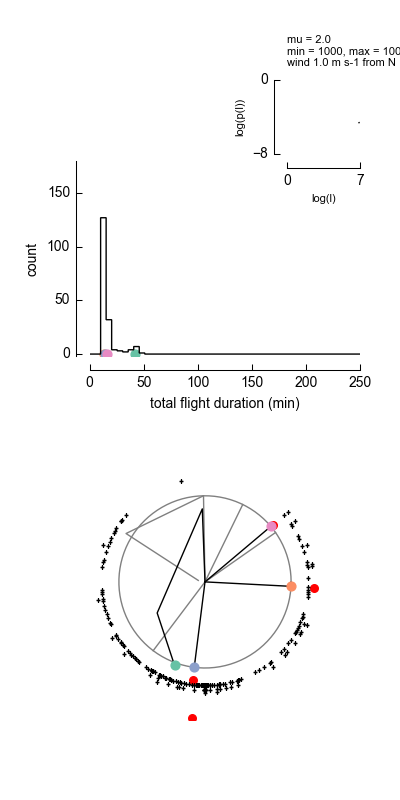 mu = 2.0
min = 1000, max = 100
wind 1.0 m s-1 from N
0
log(p(l))
−8
0 7
log(l)
150
100
50
0
count
0 50 100 150 200 250
total flight duration (min)